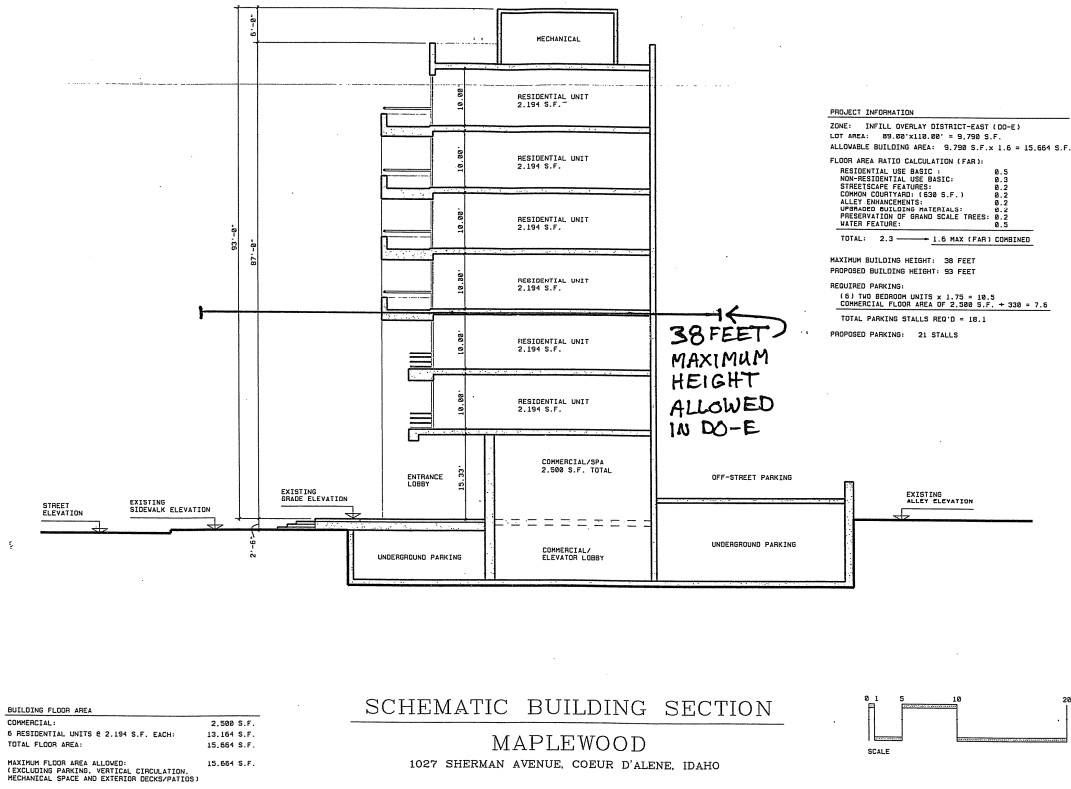 6'-0"
MECHANICAL
93'-0"
87'-0"
10.00'
RESIDENTIAL UNIT
2.194 S.F.
10.00'
RESIDENTIAL UNIT
2.194 S.F.
10.00'
RESIDENTIAL UNIT
2.194 S.F.
10.00'
RESIDENTIAL UNIT
2.194 S.F.
10.00'
RESIDENTIAL UNIT
2.194 S.F.
10.00'
RESIDENTIAL UNIT
2.194 S.F.
38 FEET
MAXIMUM
HEIGHT
ALLOWED
IN DO-E
PROJECT INFORMATION
ZONE: INFILL OVERLAY DISTRICT-EAST (DO-E)
LOT AREA: 89.00'x110.00' = 9,790 S.F.
ALLOWABLE BUILDING AREA: 9.790 S.F.x 1.6 = 15.664 S.F.
FLOOR AREA RATIO CALCULATION (FAR):
RESIDENTIAL USE BASIC : 0.5
NON-RESIDENTIAL USE BASIC: 0.3
STREETSCAPE FEATURES: 0.2
COMMON COURTYARD: (630 S.F.) 0.2
ALLEY ENHANCEMENTS: 0.2
UPGRADED BUILDING MATERIALS: 0.2
PRESERVATION OF GRAND SCALE TREES: 0.2
WATER FEATURE: 0.5
TOTAL: 2.3 1.6 MAX (FAR) COMBINED
MAXIMUM BUILDING HEIGHT: 38 FEET
PROPOSED BUILDING HEIGHT: 93 FEET
REQUIRED PARKING:
(6) TWO BEDROOM UNITS x 1.75 = 10.5
COMMERCIAL FLOOR AREA OF 2.500 S.F. ÷ 330 = 7.6
TOTAL PARKING STALLS REQ'D = 18.1
PROPOSED PARKING: 21 STALLS
COMMERCIAL/SPA
2.500 S.F. TOTAL
ENTRANCE
LOBBY
15.33'
OFF-STREET PARKING
STREET
ELEVATION
EXISTING
SIDEWALK ELEVATION
EXISTING
GRADE ELEVATION
EXISTING
ALLEY ELEVATION
2'-6"
UNDERGROUND PARKING
COMMERCIAL/
ELEVATOR LOBBY
UNDERGROUND PARKING
BUILDING FLOOR AREA
COMMERCIAL: 2,500 S.F.
6 RESIDENTIAL UNITS @ 2.194 S.F. EACH: 13.164 S.F.
TOTAL FLOOR AREA: 15.664 S.F.
MAXIMUM FLOOR AREA ALLOWED: 15.664 S.F.
(EXCLUDING PARKING, VERTICAL CIRCULATION,
MECHANICAL SPACE AND EXTERIOR DECKS/PATIOS)
SCHEMATIC BUILDING SECTION
MAPLEWOOD
1027 SHERMAN AVENUE, COEUR D'ALENE, IDAHO
0 1 5 10 20
SCALE